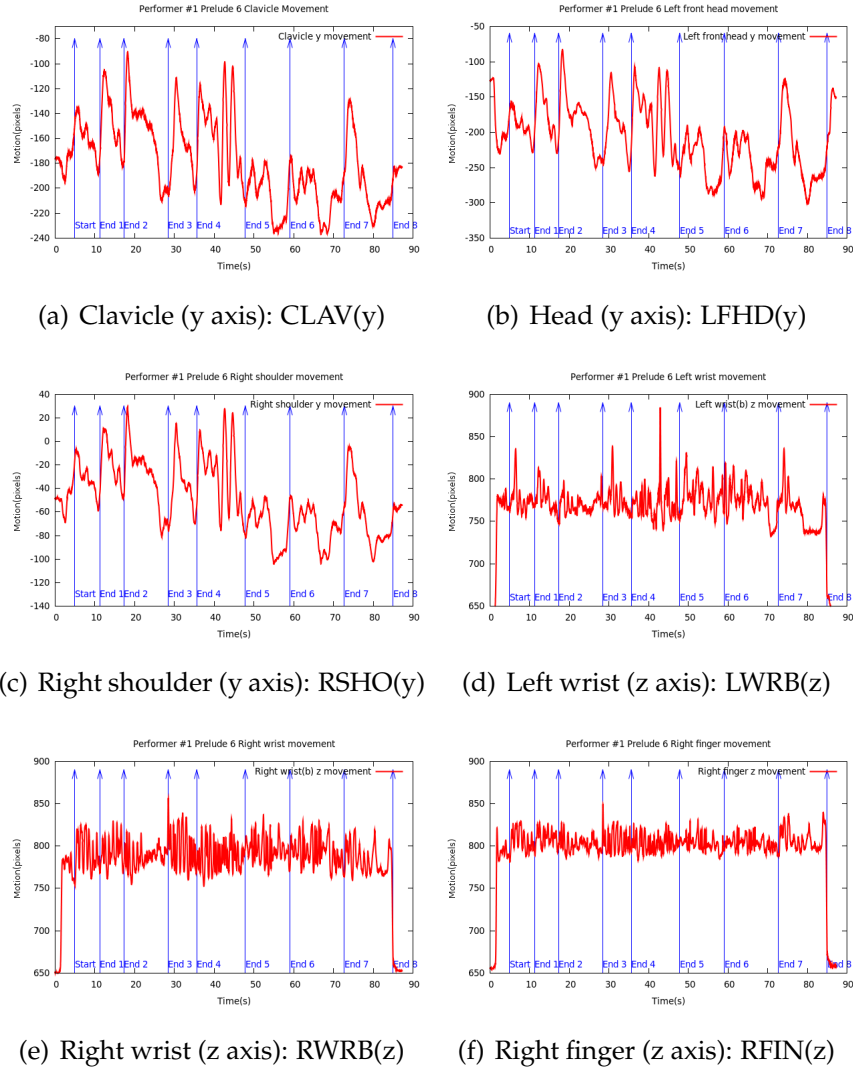 Performer #1 Prelude 6 Clavicle Movement
Clavicle y movement
Motion(pixels)
-80
-100
-120
-140
-160
-180
-200
-220
-240
Start End 1 End 2 End 3 End 4 End 5 End 6 End 7 End 8
0 10 20 30 40 50 60 70 80 90
Time(s)
(a) Clavicle (y axis): CLAV(y)
Performer #1 Prelude 6 Left front head movement
Left front head y movement
Motion(pixels)
-50
-100
-150
-200
-250
-300
-350
Start End 1 End 2 End 3 End 4 End 5 End 6 End 7 End 8
0 10 20 30 40 50 60 70 80 90
Time(s)
(b) Head (y axis): LFHD(y)
Performer #1 Prelude 6 Right shoulder movement
Right shoulder y movement
Motion(pixels)
40
20
0
-20
-40
-60
-80
-100
-120
-140
Start End 1 End 2 End 3 End 4 End 5 End 6 End 7 End 8
0 10 20 30 40 50 60 70 80 90
Time(s)
(c) Right shoulder (y axis): RSHO(y)
Performer #1 Prelude 6 Left wrist movement
Left wrist(b) z movement
Motion(pixels)
900
850
800
750
700
650
Start End 1 End 2 End 3 End 4 End 5 End 6 End 7 End 8
0 10 20 30 40 50 60 70 80 90
Time(s)
(d) Left wrist (z axis): LWRB(z)
Performer #1 Prelude 6 Right wrist movement
Right wrist(b) z movement
Motion(pixels)
900
850
800
750
700
650
Start End 1 End 2 End 3 End 4 End 5 End 6 End 7 End 8
0 10 20 30 40 50 60 70 80 90
Time(s)
(e) Right wrist (z axis): RWRB(z)
Performer #1 Prelude 6 Right finger movement
Right finger z movement
Motion(pixels)
900
850
800
750
700
650
Start End 1 End 2 End 3 End 4 End 5 End 6 End 7 End 8
0 10 20 30 40 50 60 70 80 90
Time(s)
(f) Right finger (z axis): RFIN(z)